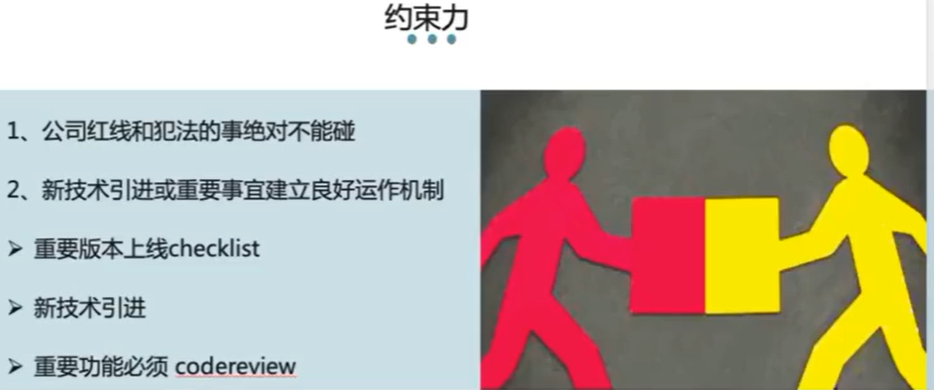 约束力
1、公司红线和犯法的事绝对不能碰
2、新技术引进或重要事宜建立良好运作机制
➢ 重要版本上线checklist
➢ 新技术引进
➢ 重要功能必须 codereview